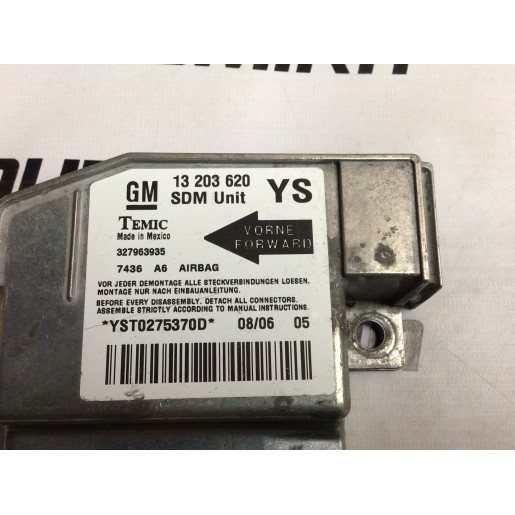 GM 13 203 620 YS
SDM Unit
TEMIC
Made in Mexico
327963935
VORNE
FORWARD
7436 A6 AIRBAG
VOR JEDER DEMONTAGE ALLE STECKVERBINDUNGEN LOESEN.
MONTAGE NUR NACH EINBAUANLEITUNG.
BEFORE EVERY DISASSEMBLY. DETACH ALL CONNECTORS.
ASSEMBLE STRICTLY ACCORDING TO MANUAL INSTRUCTIONS.
*YST0275370D* 08/06 05